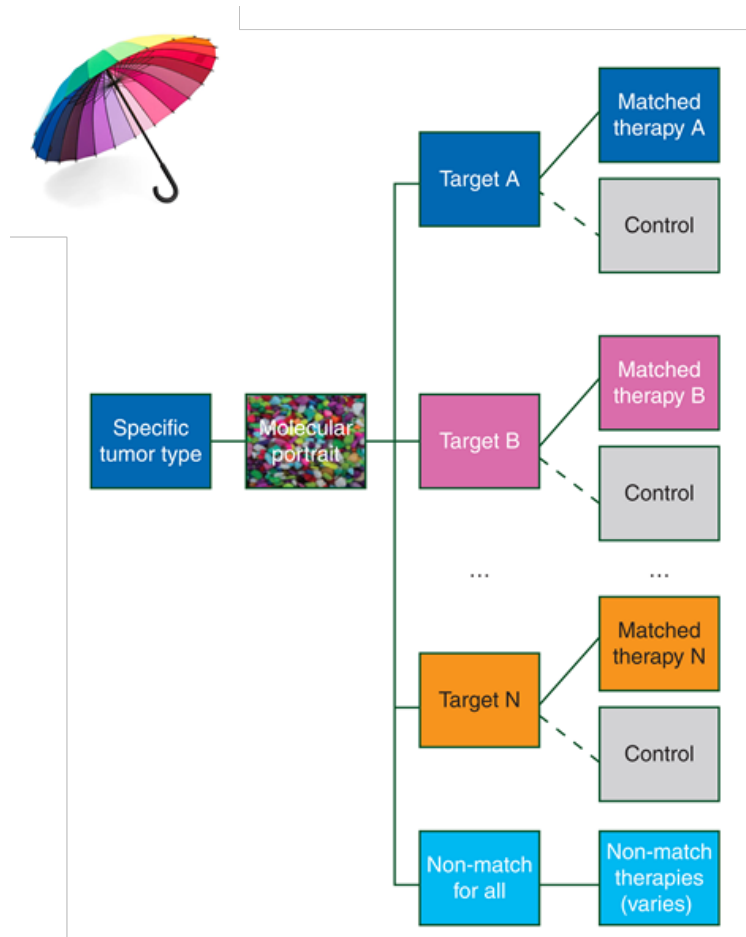 Matched
therapy A
Target A
Control
Matched
therapy B
Specific
tumor type
Molecular
portrait
Target B
Control
...
...
Matched
therapy N
Target N
Control
Non-match
for all
Non-match
therapies
(varies)